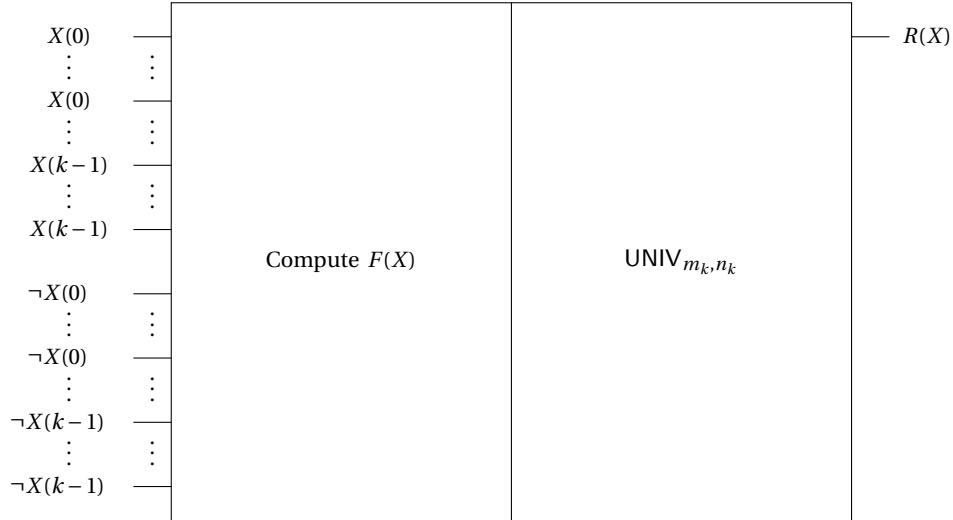 X(0) R(X)
⋮ ⋮
X(0)
⋮ ⋮
X(k−1)
⋮ ⋮
X(k−1)
Compute F(X) UNIV_{m_k,n_k}
¬X(0)
⋮ ⋮
¬X(0)
⋮ ⋮
¬X(k−1)
⋮ ⋮
¬X(k−1)